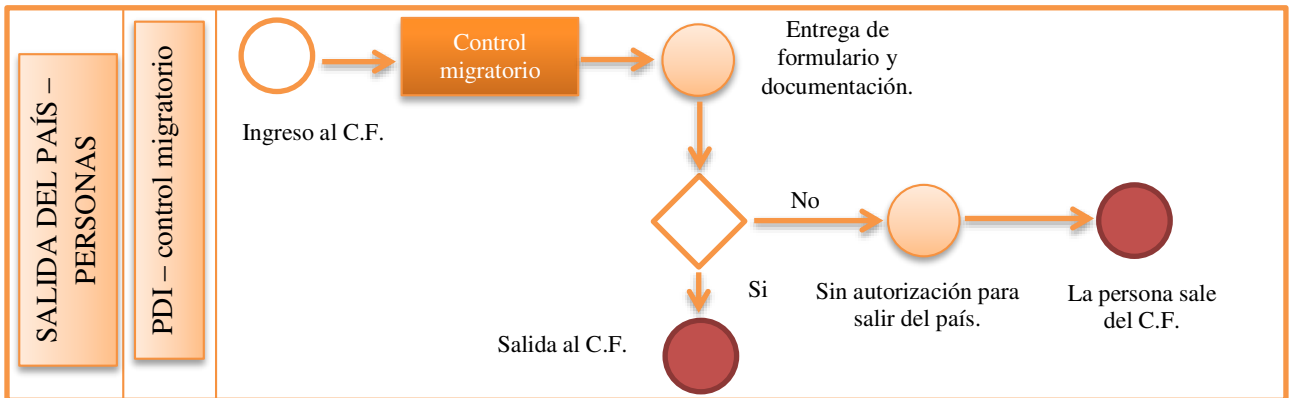 SALIDA DEL PAÍS –
PERSONAS
PDI – control migratorio
Control
migratorio
Entrega de
formulario y
documentación.
Ingreso al C.F.
No
Si
Sin autorización para
salir del país.
La persona sale
del C.F.
Salida al C.F.